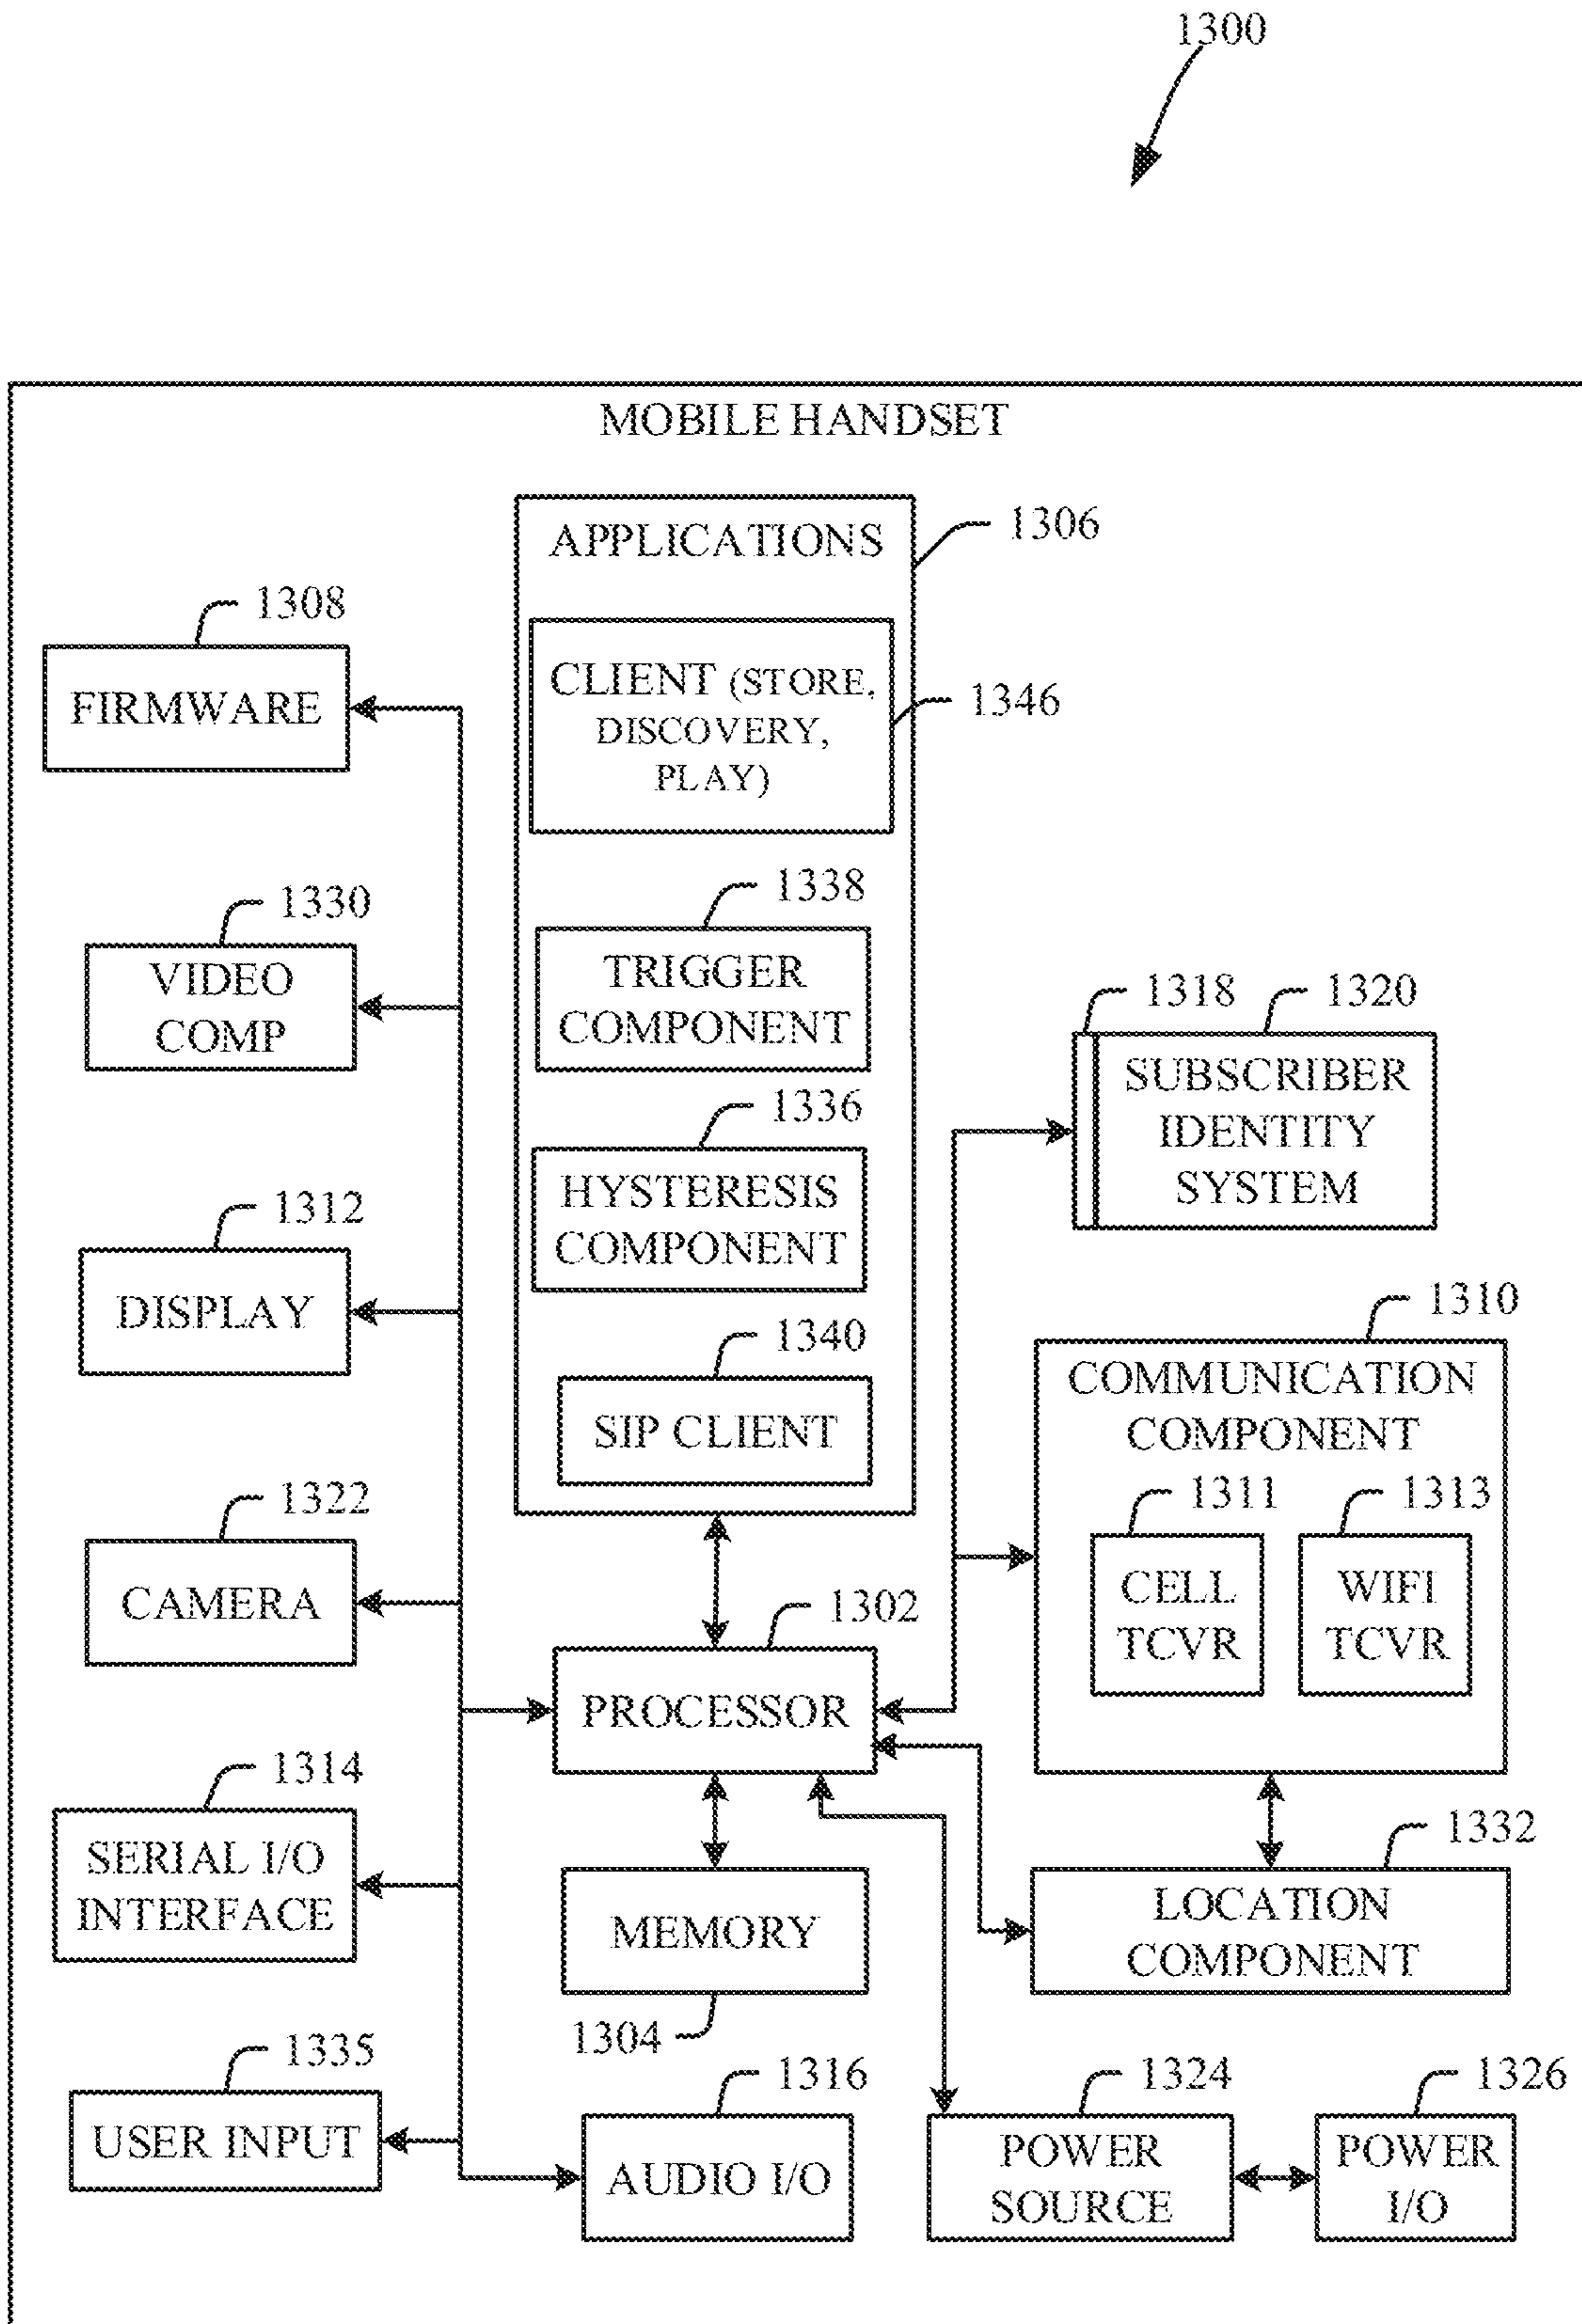 1300
MOBILE HANDSET
APPLICATIONS
1306
CLIENT (STORE,
DISCOVERY,
PLAY)
1346
1308
FIRMWARE
1338
TRIGGER
COMPONENT
1330
VIDEO
COMP
1318
1320
SUBSCRIBER
IDENTITY
SYSTEM
1336
HYSTERESIS
COMPONENT
1312
DISPLAY
1340
SIP CLIENT
1310
COMMUNICATION
COMPONENT
1311
CELL
TCVR
1313
WIFI
TCVR
1322
CAMERA
1302
PROCESSOR
1314
SERIAL I/O
INTERFACE
MEMORY
1304
1332
LOCATION
COMPONENT
1335
USER INPUT
1316
AUDIO I/O
1324
POWER
SOURCE
1326
POWER
I/O